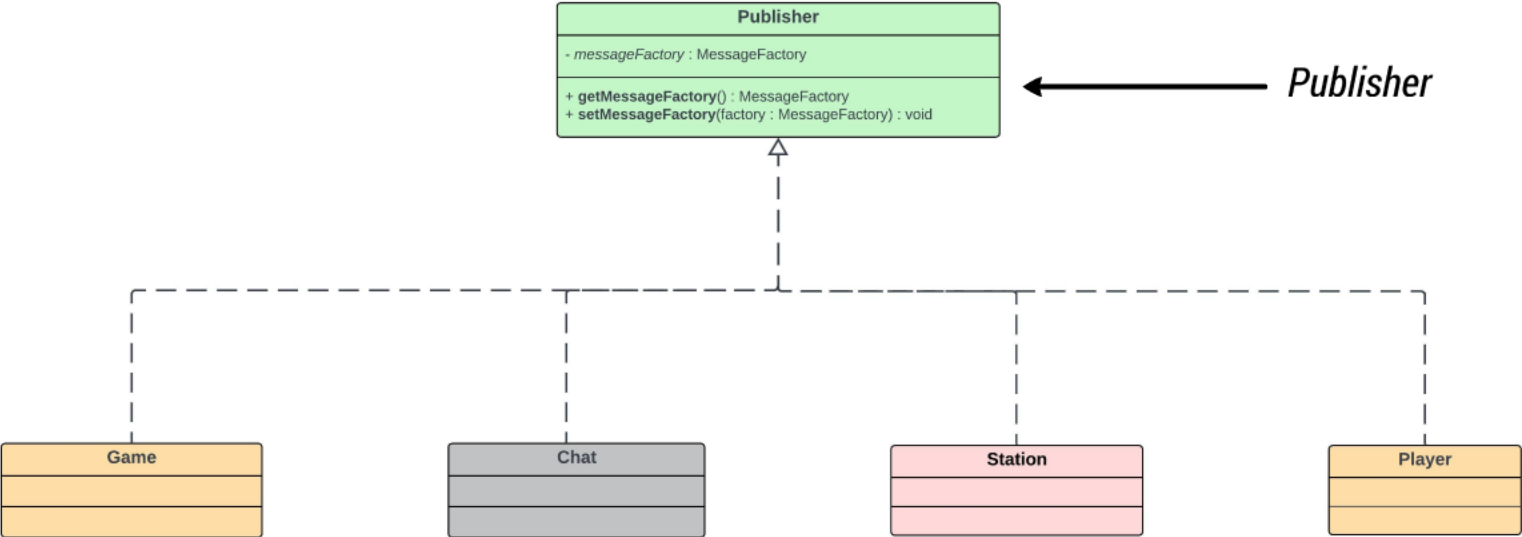 Publisher
- messageFactory : MessageFactory
+ getMessageFactory() : MessageFactory
+ setMessageFactory(factory : MessageFactory) : void
Publisher
Game
Chat
Station
Player